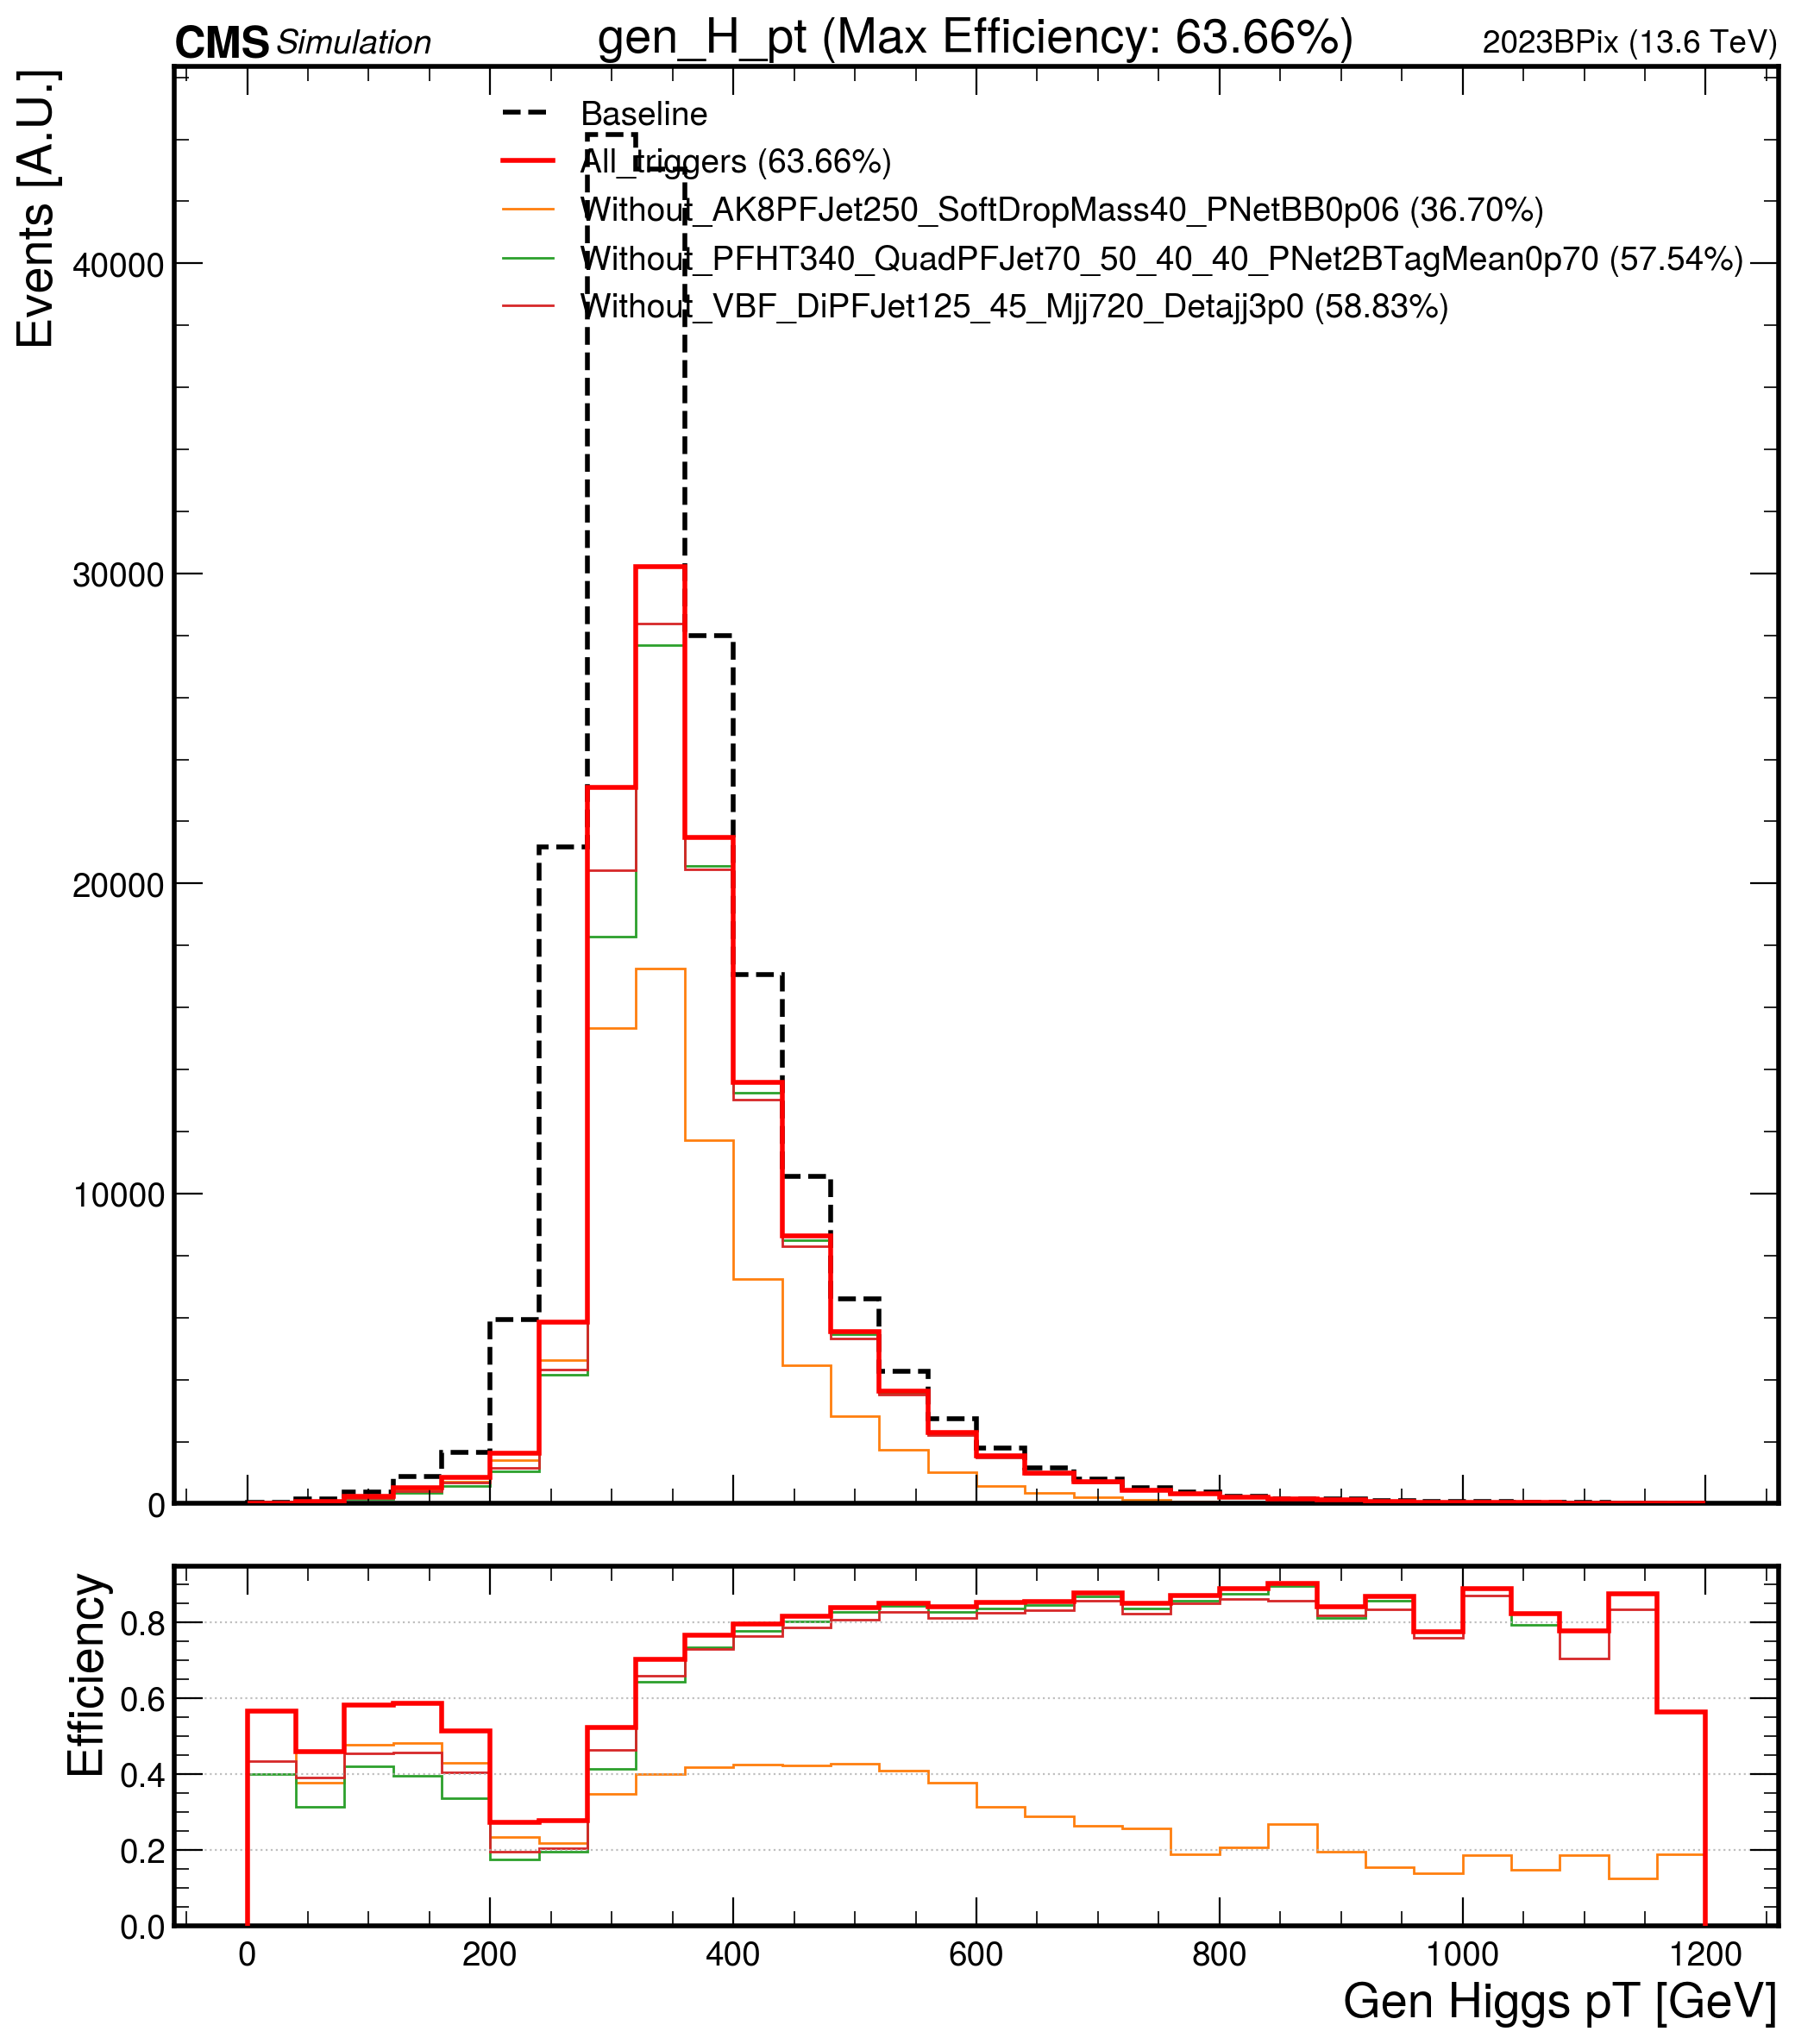 CMS Simulation gen_H_pt (Max Efficiency: 63.66%) 2023BPix (13.6 TeV)
Events [A.U.]
Baseline
All_triggers (63.66%)
Without_AK8PFJet250_SoftDropMass40_PNetBB0p06 (36.70%)
Without_PFHT340_QuadPFJet70_50_40_40_PNet2BTagMean0p70 (57.54%)
Without_VBF_DiPFJet125_45_Mjj720_Detajj3p0 (58.83%)
40000
30000
20000
10000
0
Efficiency
0.8
0.6
0.4
0.2
0.0
0 200 400 600 800 1000 1200
Gen Higgs pT [GeV]